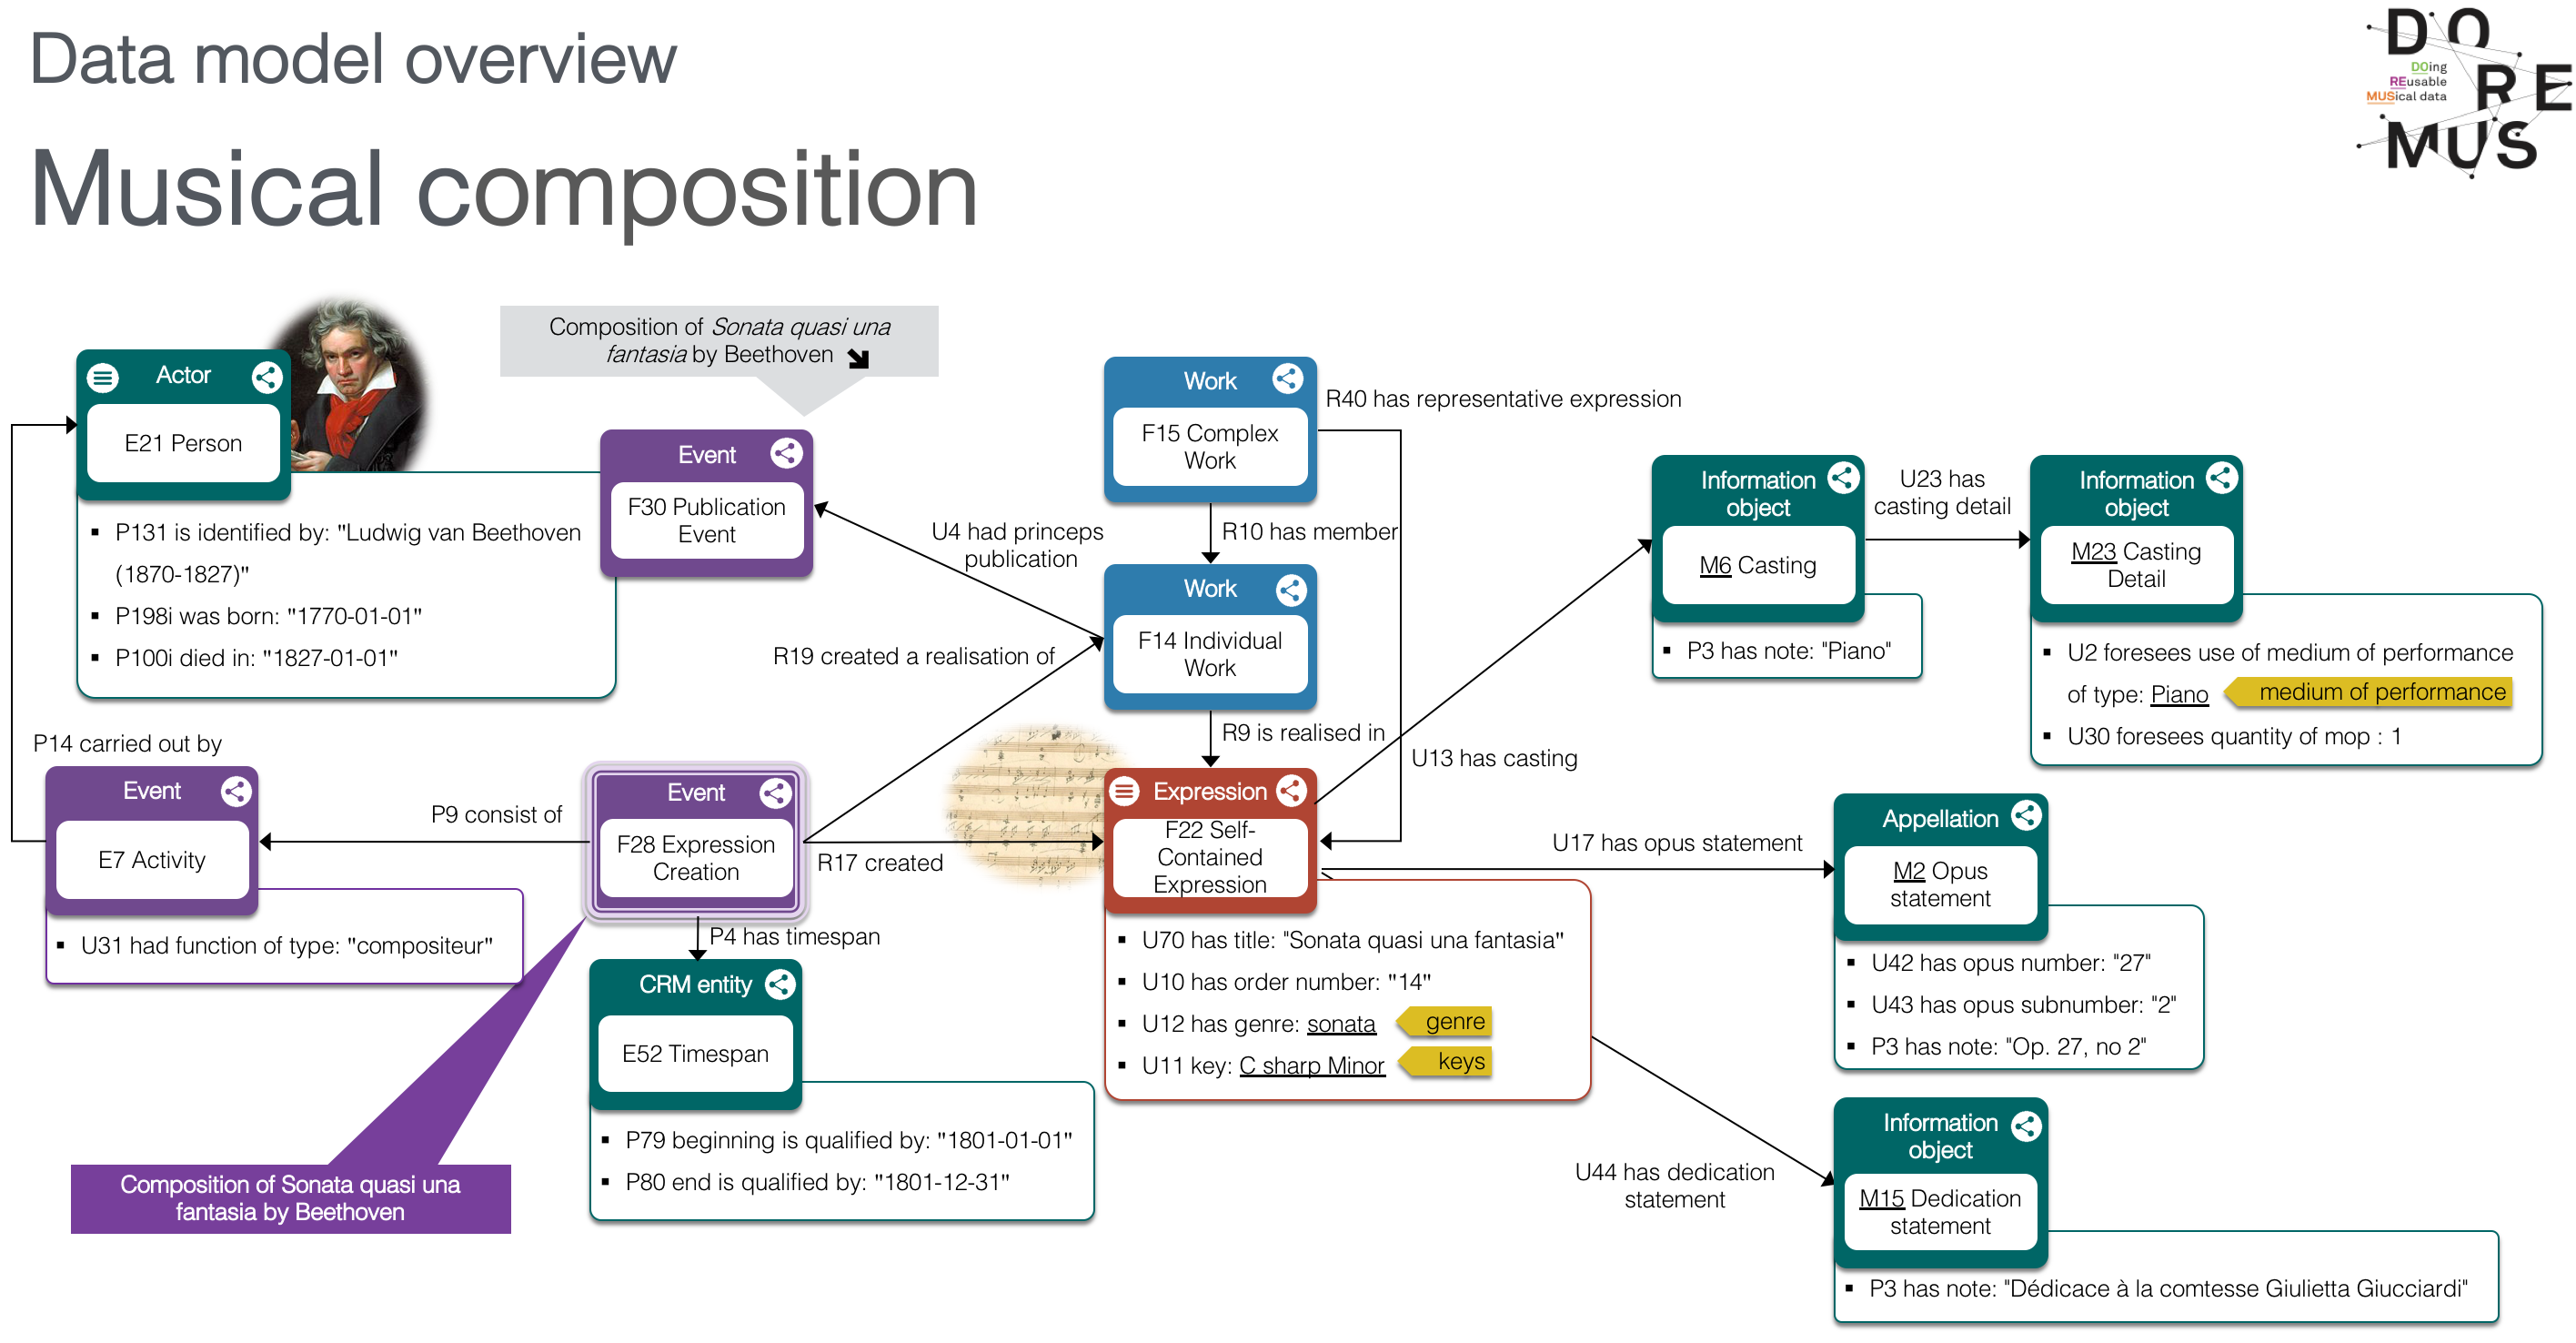 Data model overview
Musical composition
DO
RE
MUS
DOing
REusable
MUSical data
Composition of Sonata quasi una
fantasia by Beethoven
Actor
E21 Person
P131 is identified by: "Ludwig van Beethoven
(1870-1827)"
P198i was born: "1770-01-01"
P100i died in: "1827-01-01"
Event
F30 Publication
Event
Work
F15 Complex
Work
R40 has representative expression
R10 has member
U4 had princeps
publication
Work
F14 Individual
Work
R19 created a realisation of
R9 is realised in
Information
object
M6 Casting
P3 has note: "Piano"
U23 has
casting detail
Information
object
M23 Casting
Detail
U2 foresees use of medium of performance
of type: Piano
medium of performance
U30 foresees quantity of mop : 1
P14 carried out by
Event
E7 Activity
U31 had function of type: "compositeur"
P9 consist of
Event
F28 Expression
Creation
R17 created
P4 has timespan
CRM entity
E52 Timespan
P79 beginning is qualified by: "1801-01-01"
P80 end is qualified by: "1801-12-31"
Composition of Sonata quasi una
fantasia by Beethoven
Expression
F22 Self-
Contained
Expression
U70 has title: "Sonata quasi una fantasia"
U10 has order number: "14"
U12 has genre: sonata
genre
U11 key: C sharp Minor
keys
U13 has casting
U17 has opus statement
Appellation
M2 Opus
statement
U42 has opus number: "27"
U43 has opus subnumber: "2"
P3 has note: "Op. 27, no 2"
U44 has dedication
statement
Information
object
M15 Dedication
statement
P3 has note: "Dédicace à la comtesse Giulietta Giucciardi"